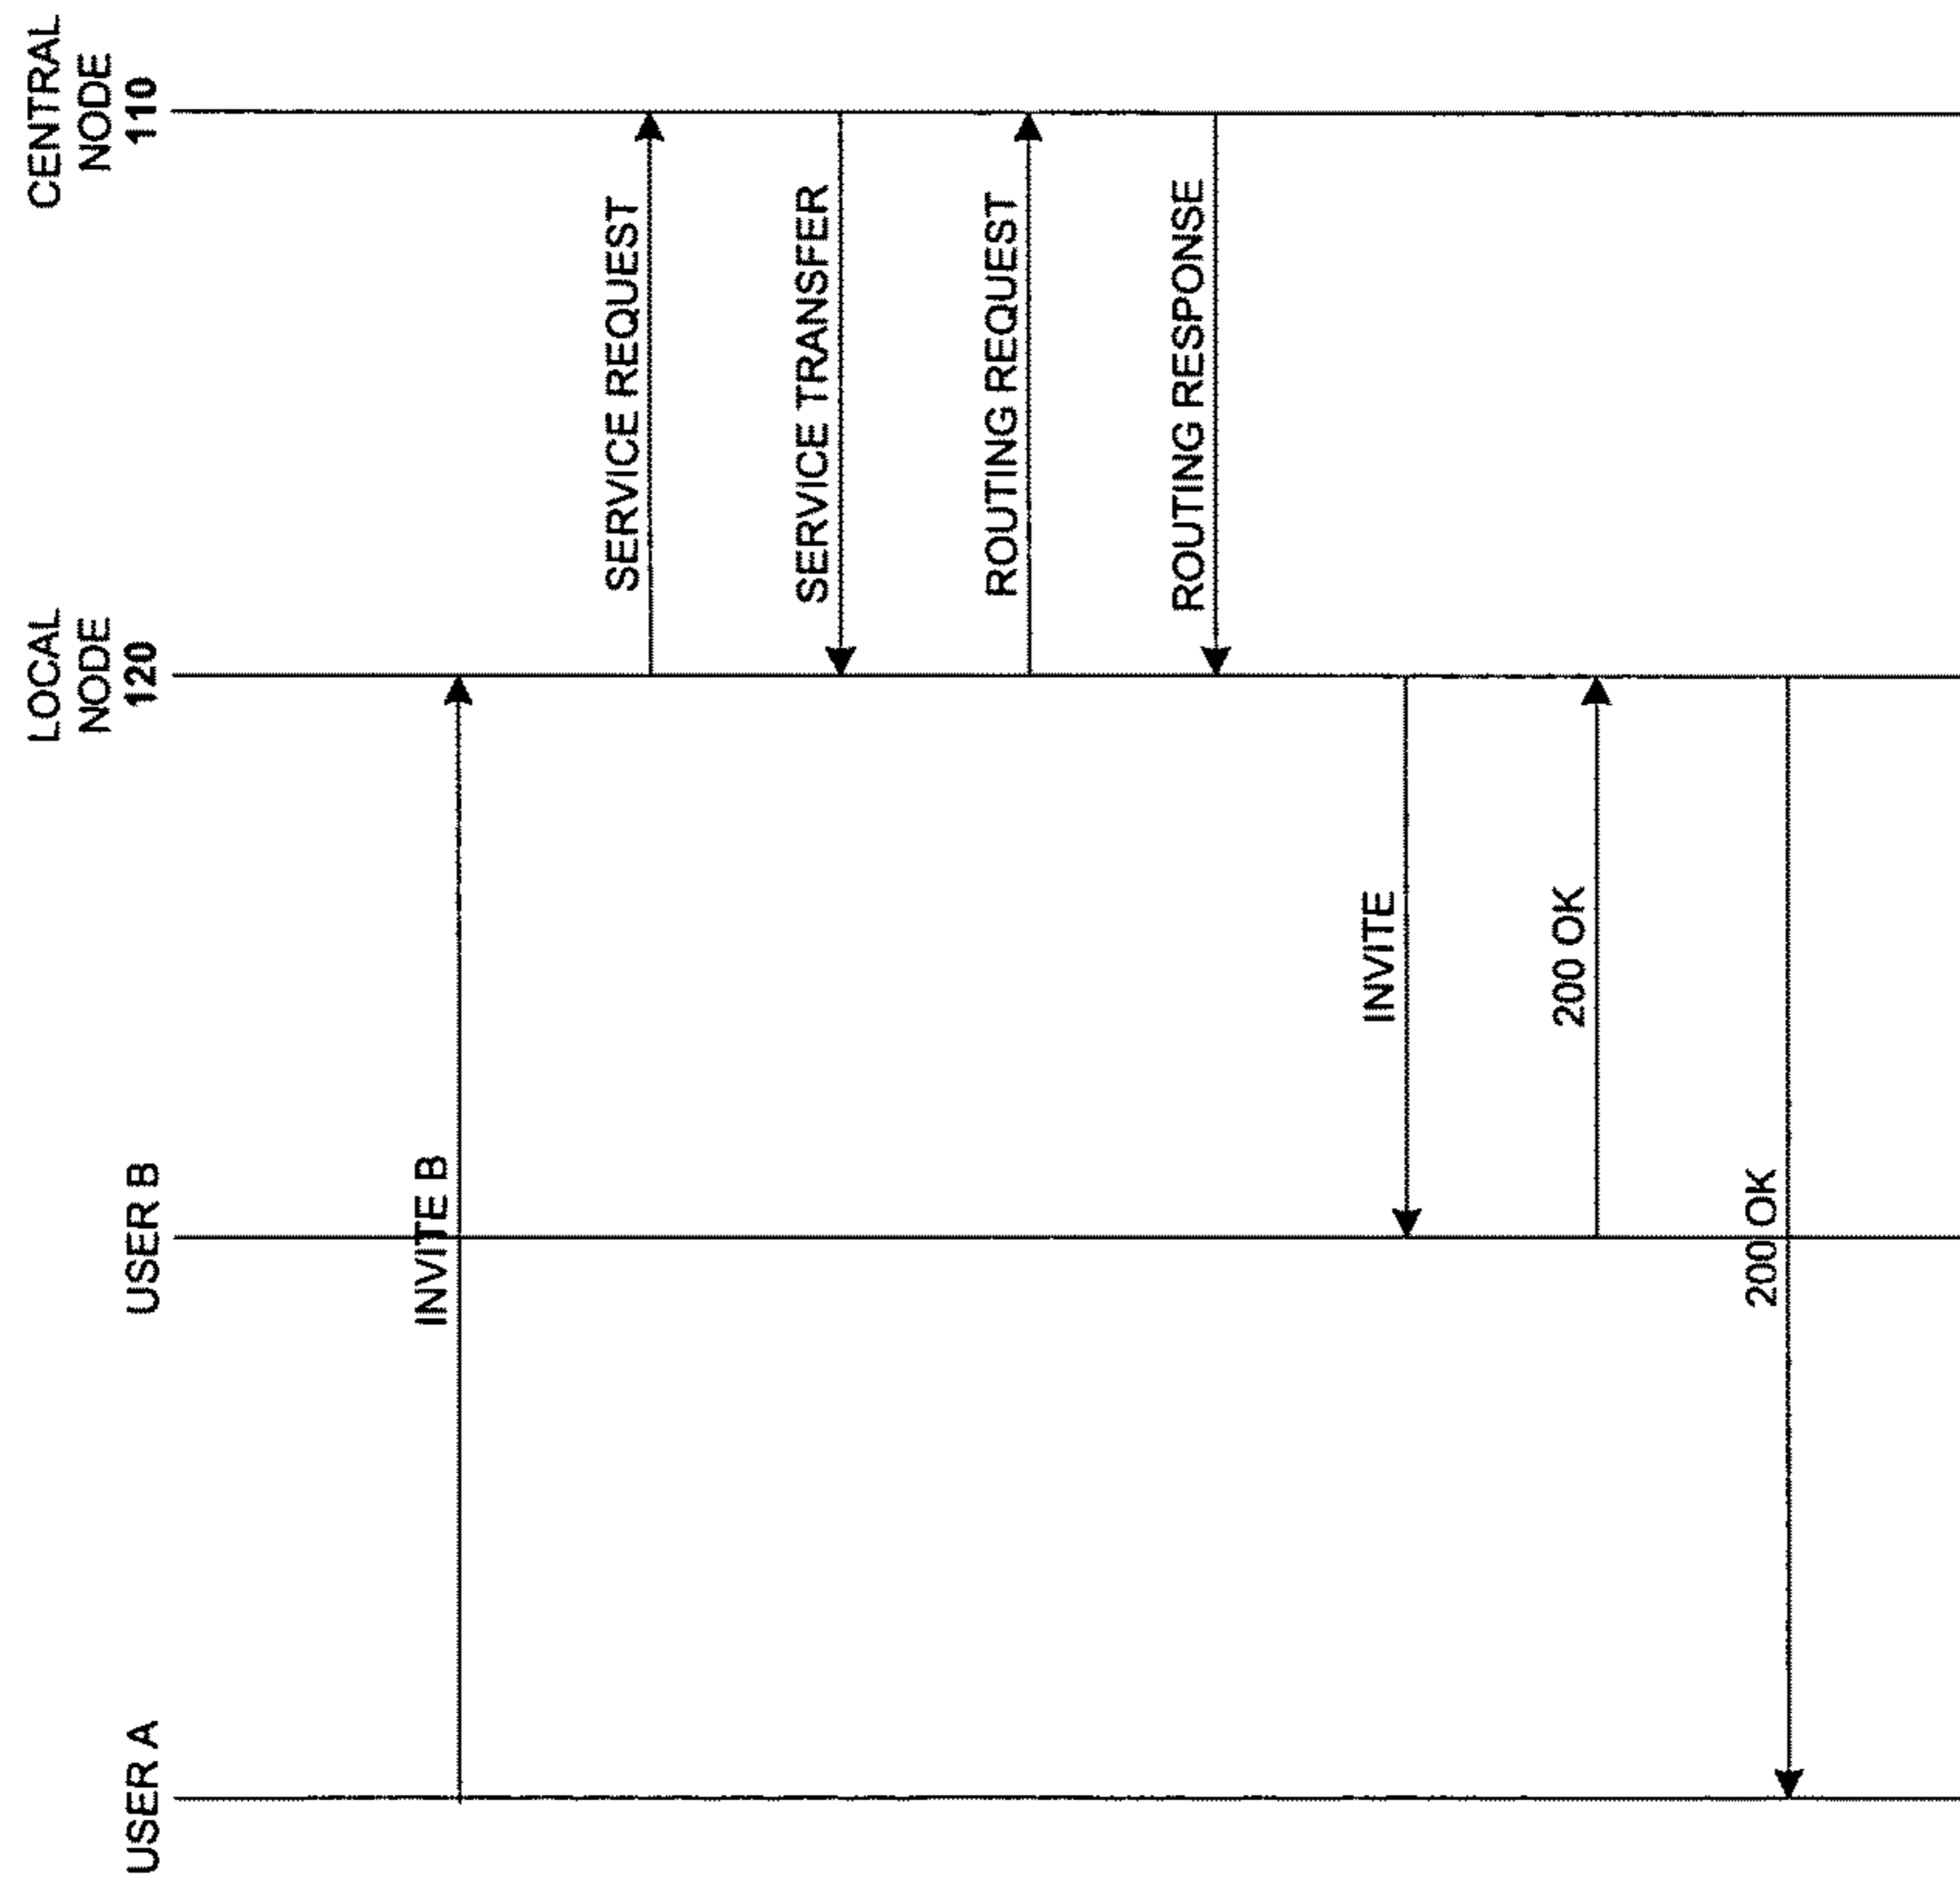 USER A
USER B
LOCAL
NODE
120
CENTRAL
NODE
110
INVITE B
SERVICE REQUEST
SERVICE TRANSFER
ROUTING REQUEST
ROUTING RESPONSE
INVITE
200 OK
200 OK